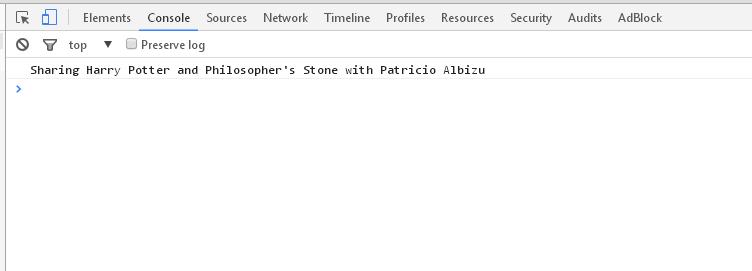 Elements Console Sources Network Timeline Profiles Resources Security Audits AdBlock
top Preserve log
Sharing Harry Potter and Philosopher's Stone with Patricio Albizu
>